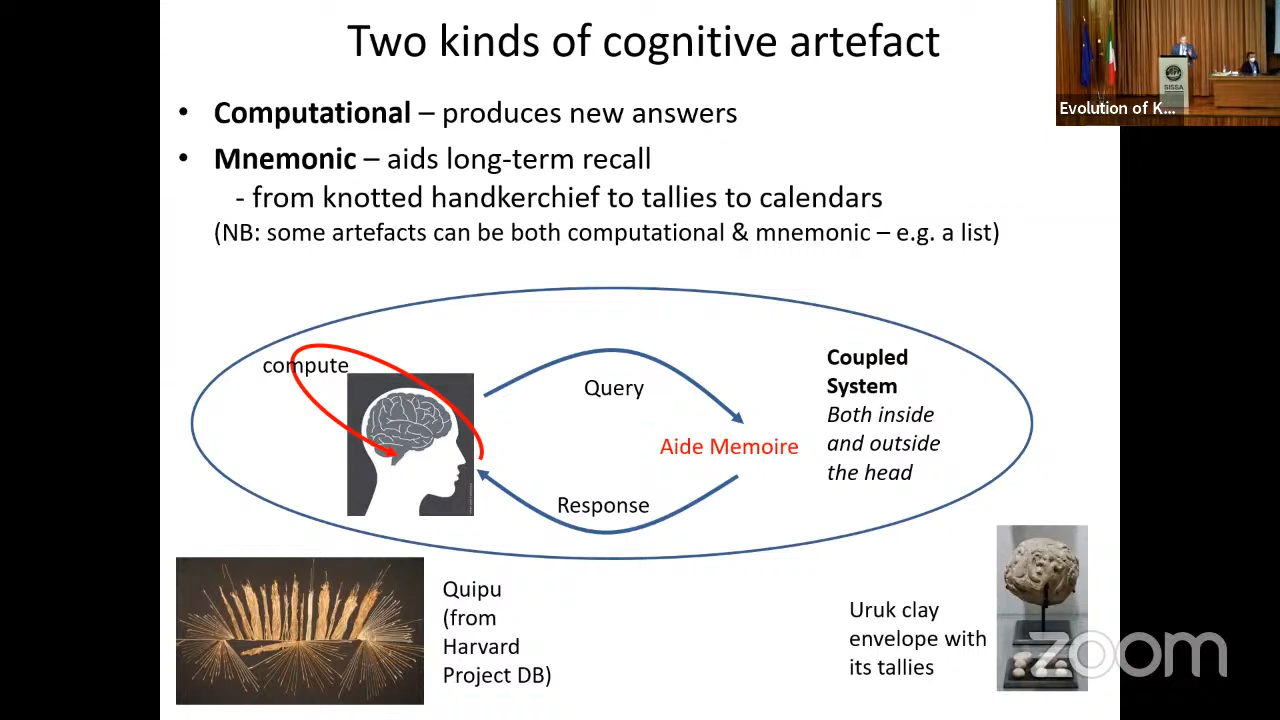 Two kinds of cognitive artefact
• Computational – produces new answers
• Mnemonic – aids long-term recall
- from knotted handkerchief to tallies to calendars
(NB: some artefacts can be both computational & mnemonic – e.g. a list)
compute
Query
Aide Memoire
Response
Coupled
System
Both inside
and outside
the head
Quipu
(from
Harvard
Project DB)
Uruk clay
envelope with
its tallies
SISSA
Evolution of K...
zoom